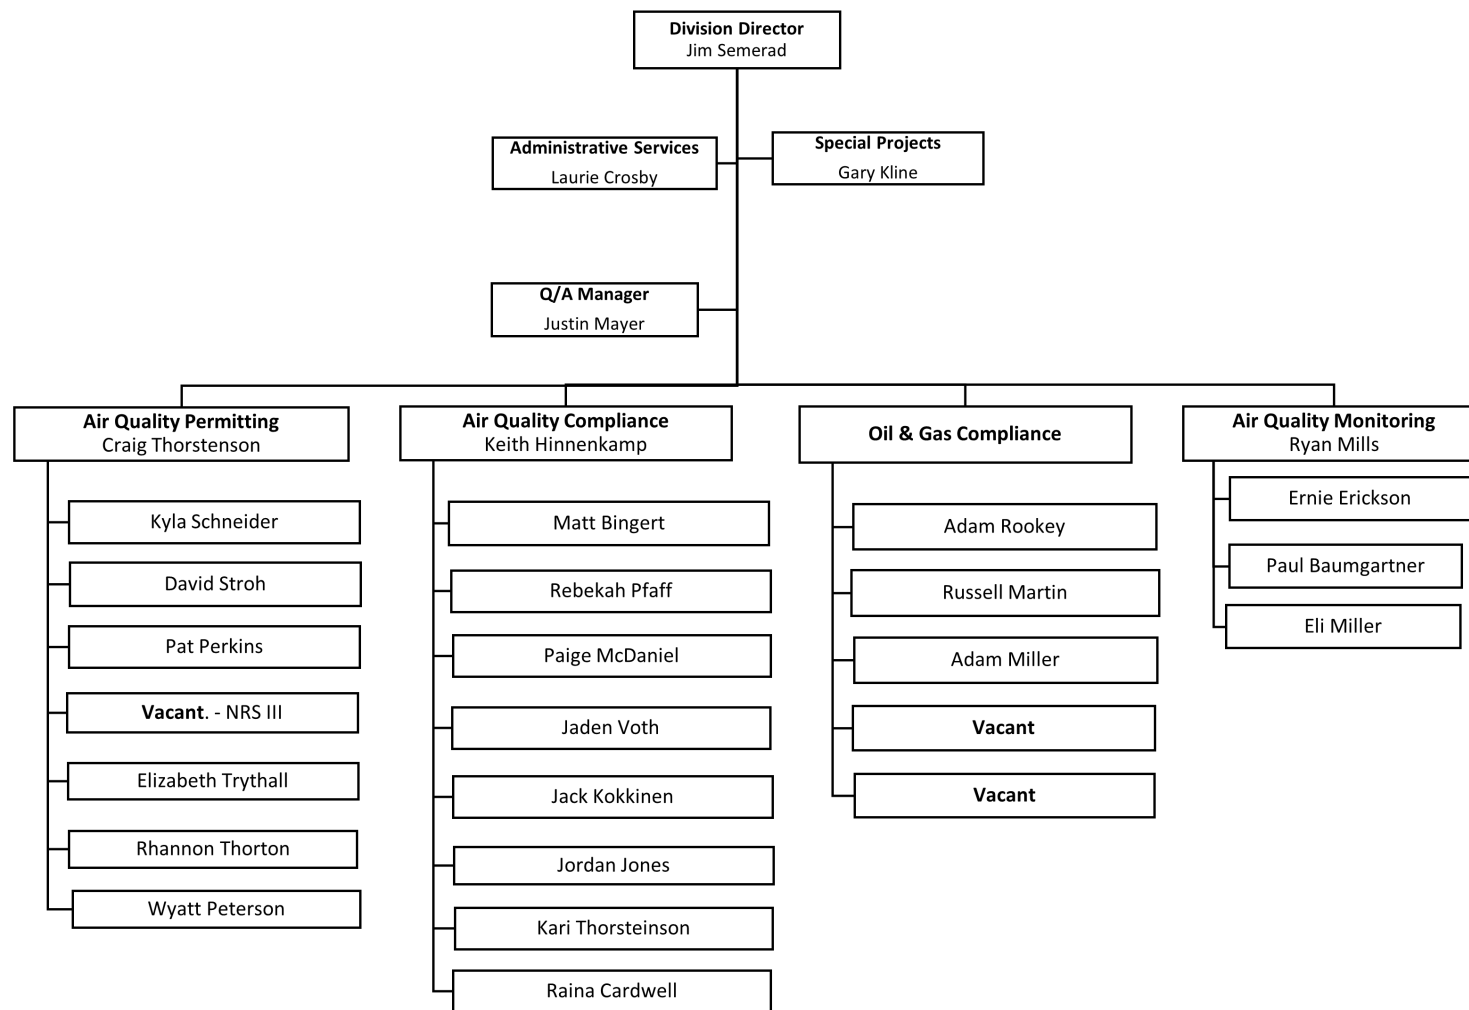 Division Director
Jim Semerad
Administrative Services
Laurie Crosby
Special Projects
Gary Kline
Q/A Manager
Justin Mayer
Air Quality Permitting
Craig Thorstenson
Kyla Schneider
David Stroh
Pat Perkins
Vacant. - NRS III
Elizabeth Trythall
Rhannon Thorton
Wyatt Peterson
Air Quality Compliance
Keith Hinnenkamp
Matt Bingert
Rebekah Pfaff
Paige McDaniel
Jaden Voth
Jack Kokkinen
Jordan Jones
Kari Thorsteinson
Raina Cardwell
Oil & Gas Compliance
Adam Rookey
Russell Martin
Adam Miller
Vacant
Vacant
Air Quality Monitoring
Ryan Mills
Ernie Erickson
Paul Baumgartner
Eli Miller